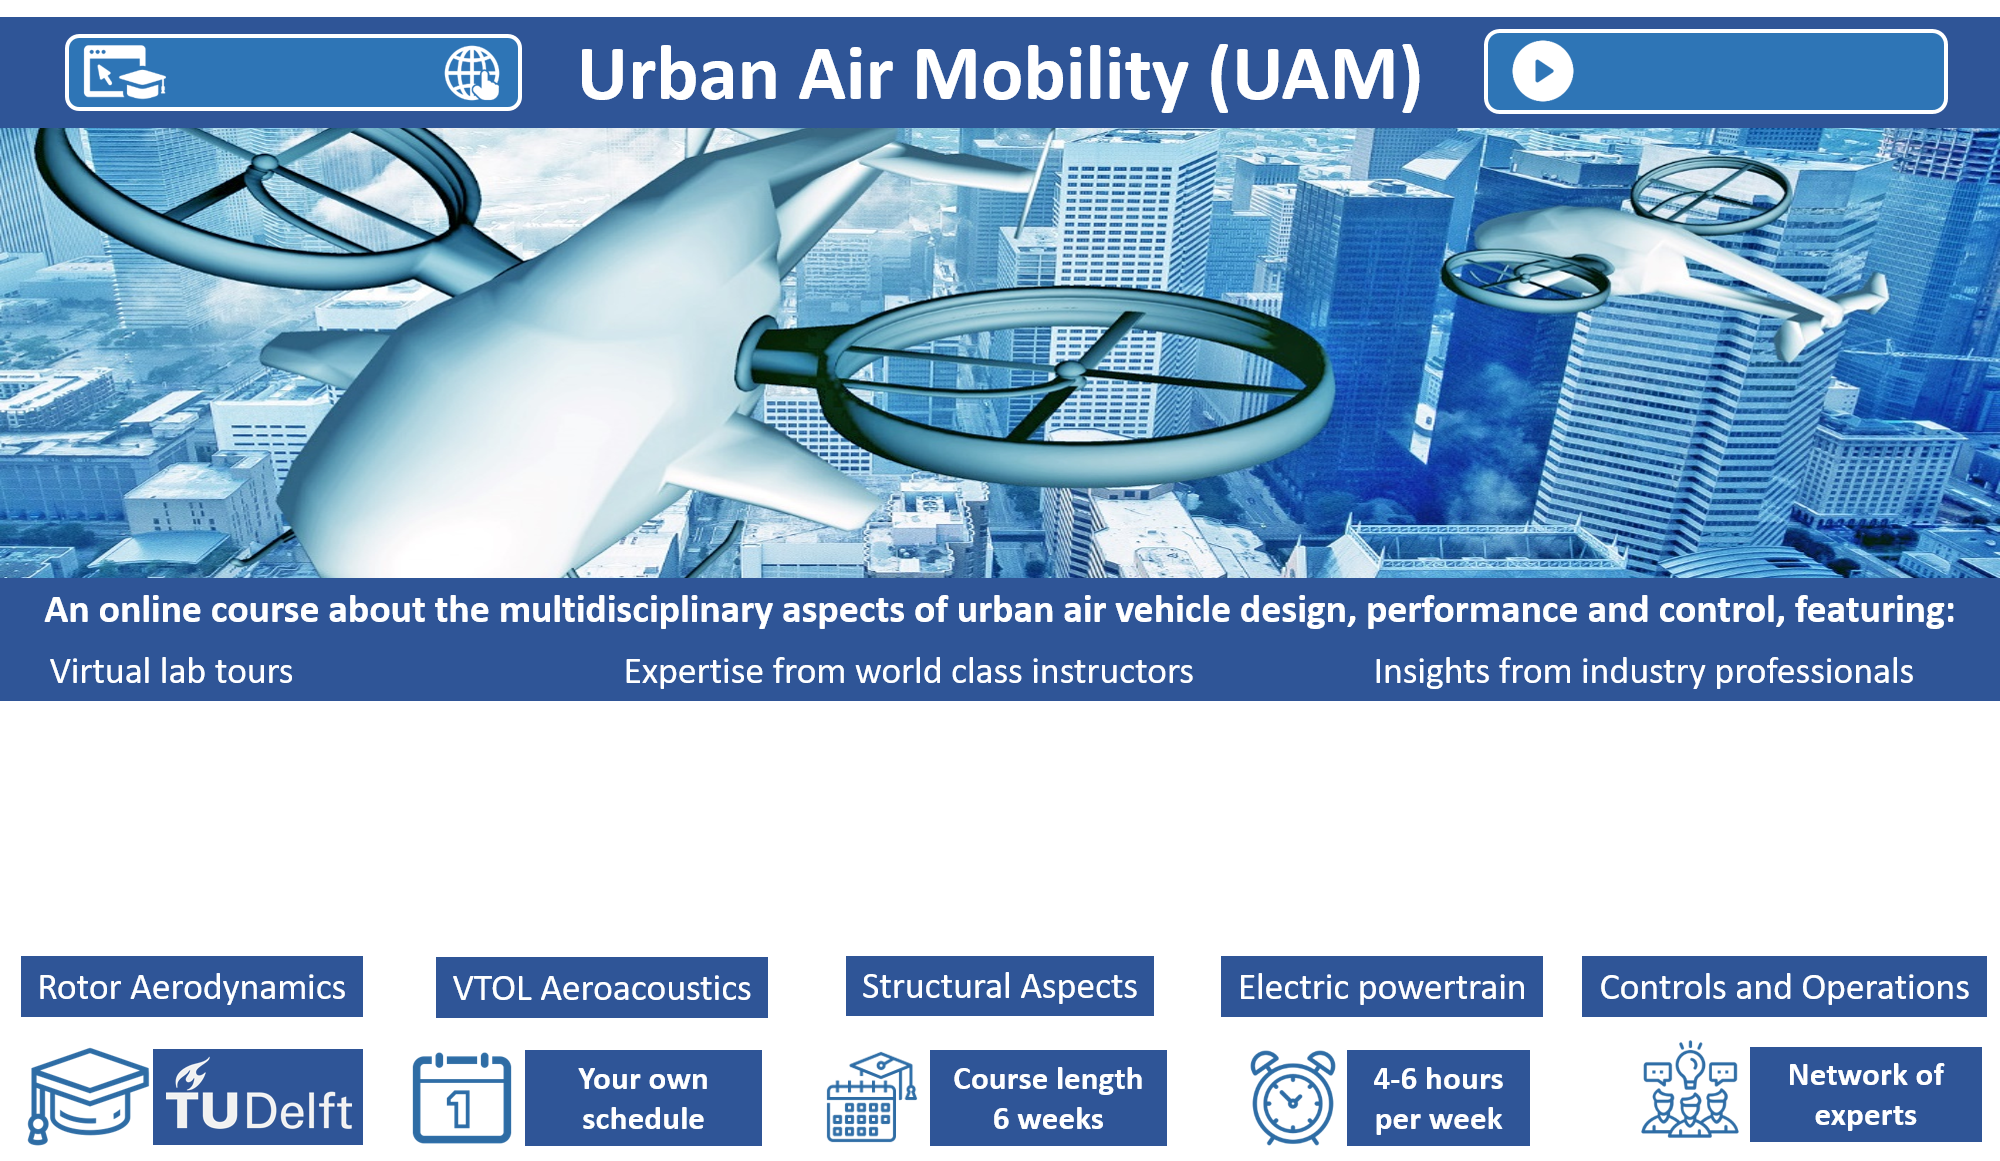 Urban Air Mobility (UAM)
An online course about the multidisciplinary aspects of urban air vehicle design, performance and control, featuring:
Virtual lab tours
Expertise from world class instructors
Insights from industry professionals
Rotor Aerodynamics
VTOL Aeroacoustics
Structural Aspects
Electric powertrain
Controls and Operations
TUDelft
1
Your own
schedule
Course length
6 weeks
4-6 hours
per week
Network of
experts